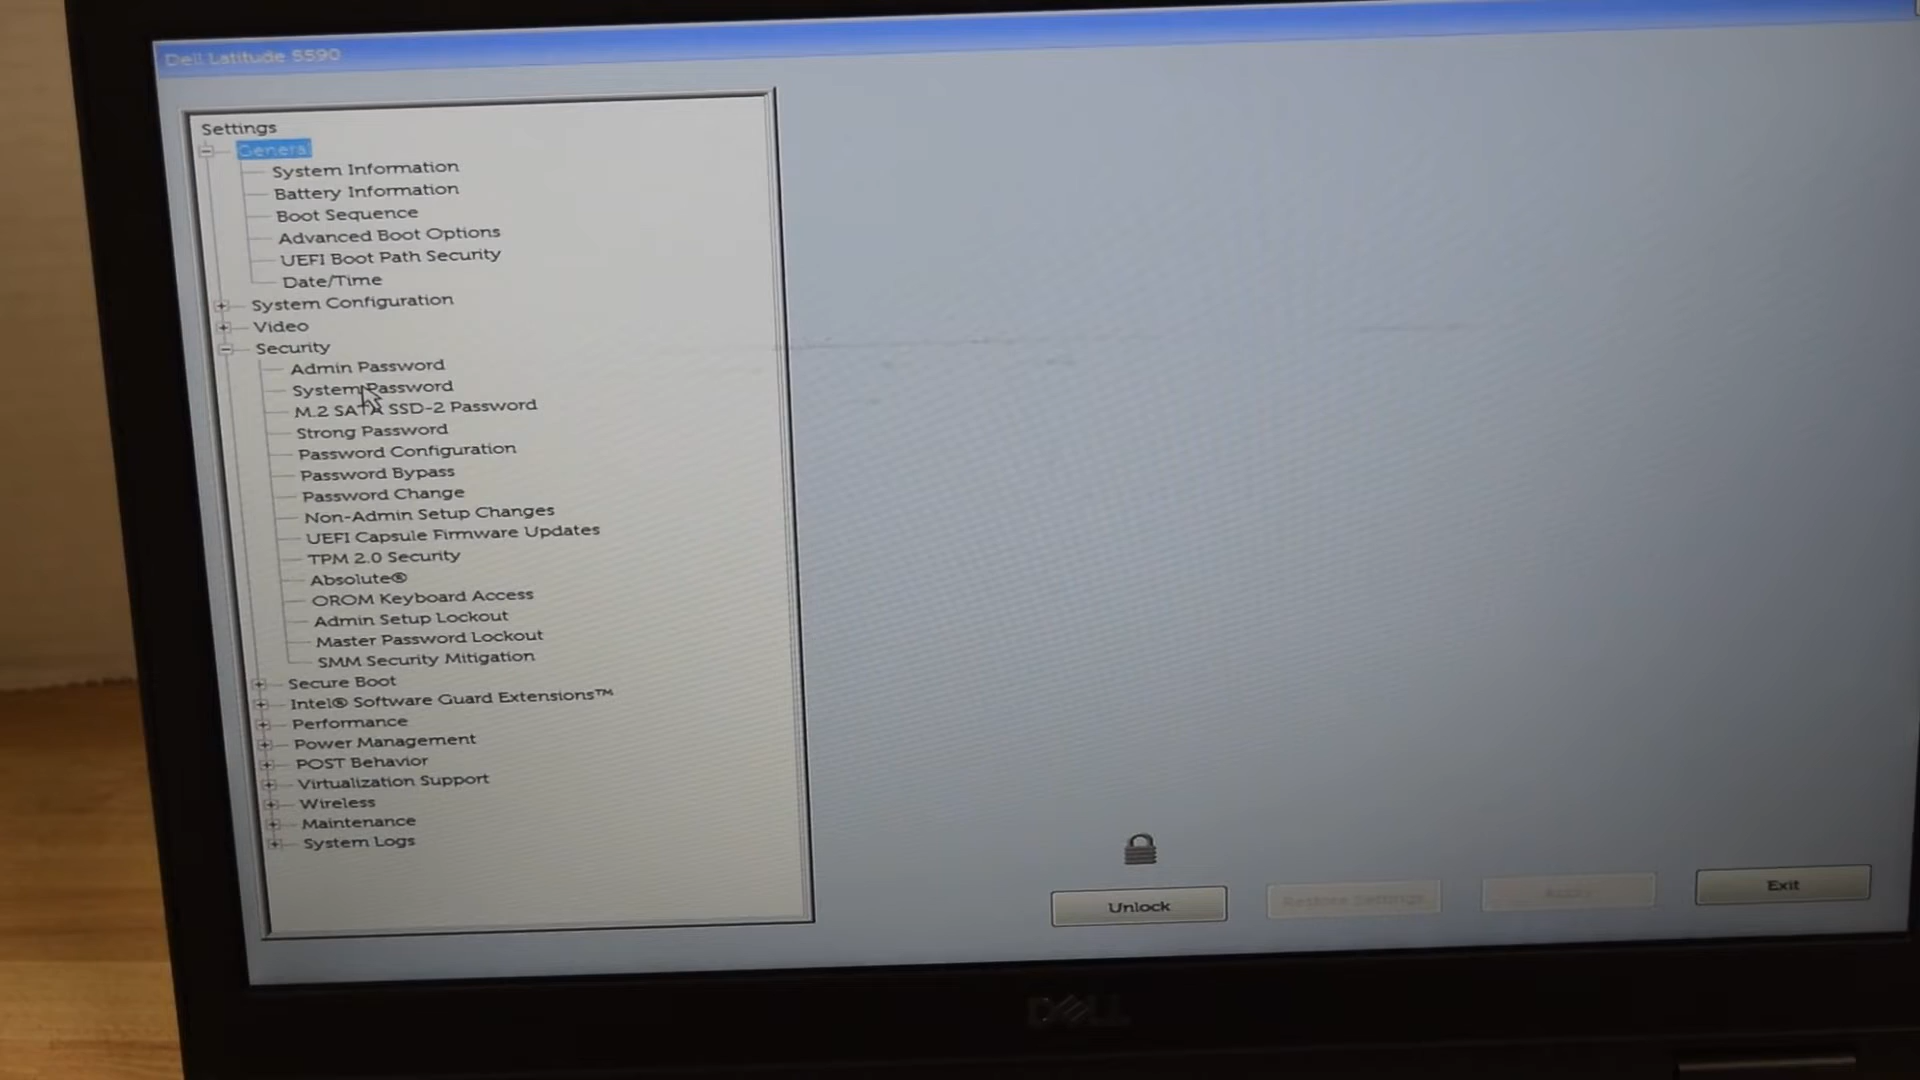 Dell Latitude 5590
Settings
General
System Information
Battery Information
Boot Sequence
Advanced Boot Options
UEFI Boot Path Security
Date/Time
System Configuration
Video
Security
Admin Password
System Password
M.2 SATA SSD-2 Password
Strong Password
Password Configuration
Password Bypass
Password Change
Non-Admin Setup Changes
UEFI Capsule Firmware Updates
TPM 2.0 Security
Absolute®
OROM Keyboard Access
Admin Setup Lockout
Master Password Lockout
SMM Security Mitigation
Secure Boot
Intel® Software Guard Extensions™
Performance
Power Management
POST Behavior
Virtualization Support
Wireless
Maintenance
System Logs
Unlock
Restore Settings
Exit
DELL